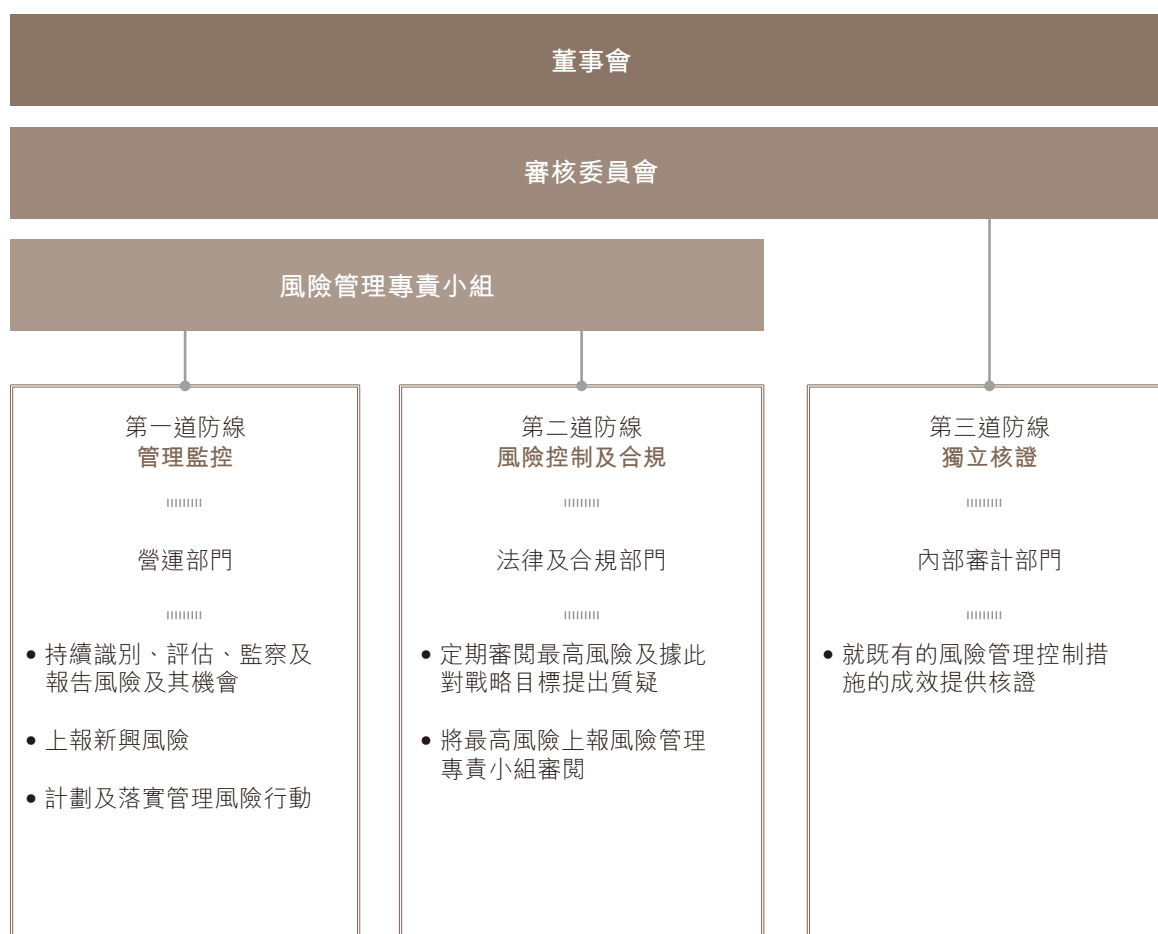 董事會
審核委員會
風險管理專責小組
第一道防線
管理監控
營運部門
• 持續識別、評估、監察及
報告風險及其機會
• 上報新興風險
• 計劃及落實管理風險行動
第二道防線
風險控制及合規
法律及合規部門
• 定期審閱最高風險及據此
對戰略目標提出質疑
• 將最高風險上報風險管理
專責小組審閱
第三道防線
獨立核證
內部審計部門
• 就既有的風險管理控制措
施的成效提供核證